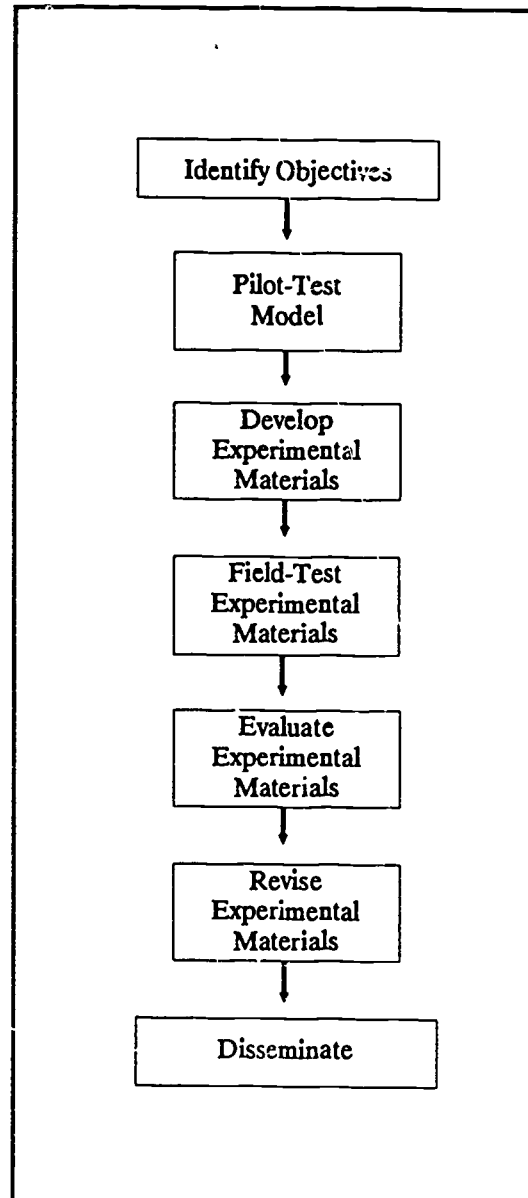 Identify Objectives
Pilot-Test
Model
Develop
Experimental
Materials
Field-Test
Experimental
Materials
Evaluate
Experimental
Materials
Revise
Experimental
Materials
Disseminate